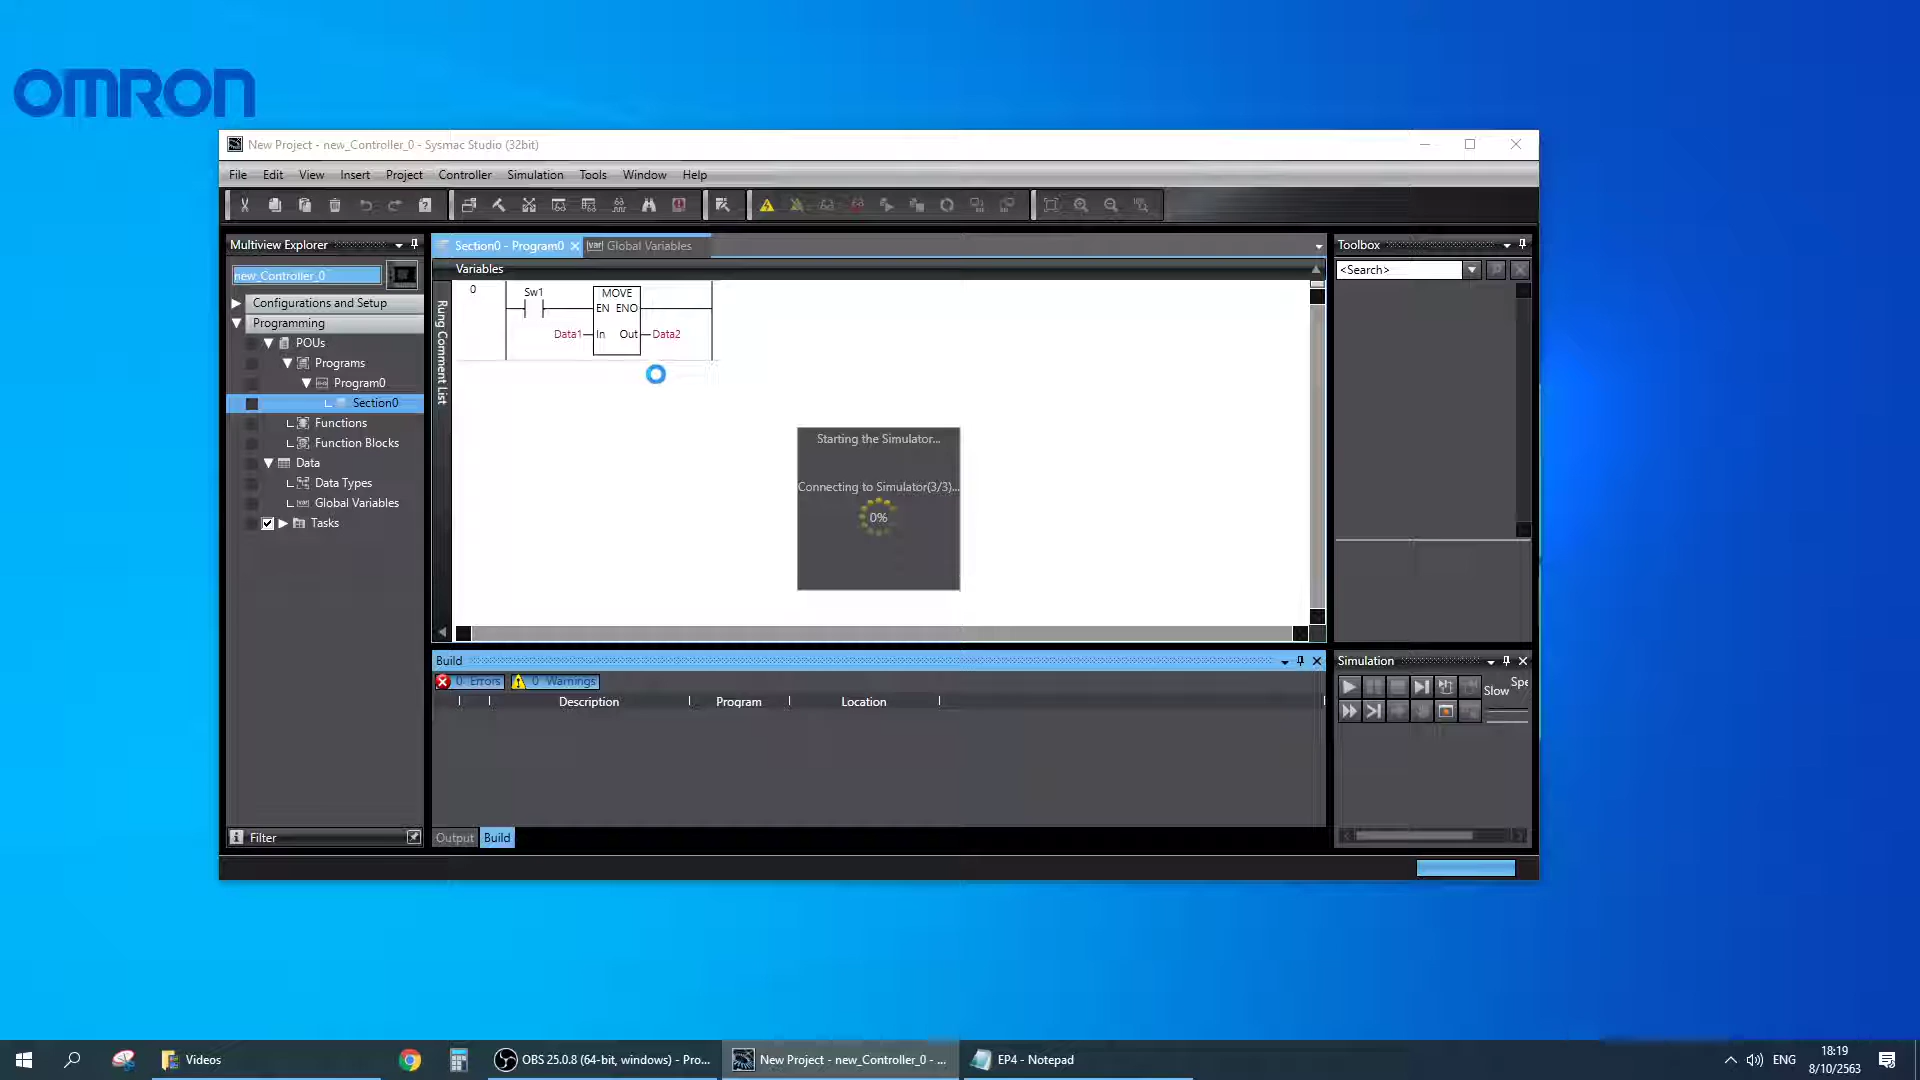 OMRON
New Project - new_Controller_0 - Sysmac Studio (32bit)
File Edit View Insert Project Controller Simulation Tools Window Help
Multiview Explorer
new_Controller_0
Configurations and Setup
Programming
POUs
Programs
Program0
Section0
Functions
Function Blocks
Data
Data Types
Global Variables
Tasks
Filter
Section0 - Program0 Global Variables
Variables
Rung Comment List
0
Sw1
MOVE
EN ENO
Data1 In Out Data2
Starting the Simulator...
Connecting to Simulator(3/3)...
0%
Build
0 Errors 0 Warnings
Description Program Location
Output Build
Toolbox
<Search>
Simulation
Slow Spe
Videos
OBS 25.0.8 (64-bit, windows) - Pro...
New Project - new_Controller_0 - ...
EP4 - Notepad
ENG
18:19
8/10/2563